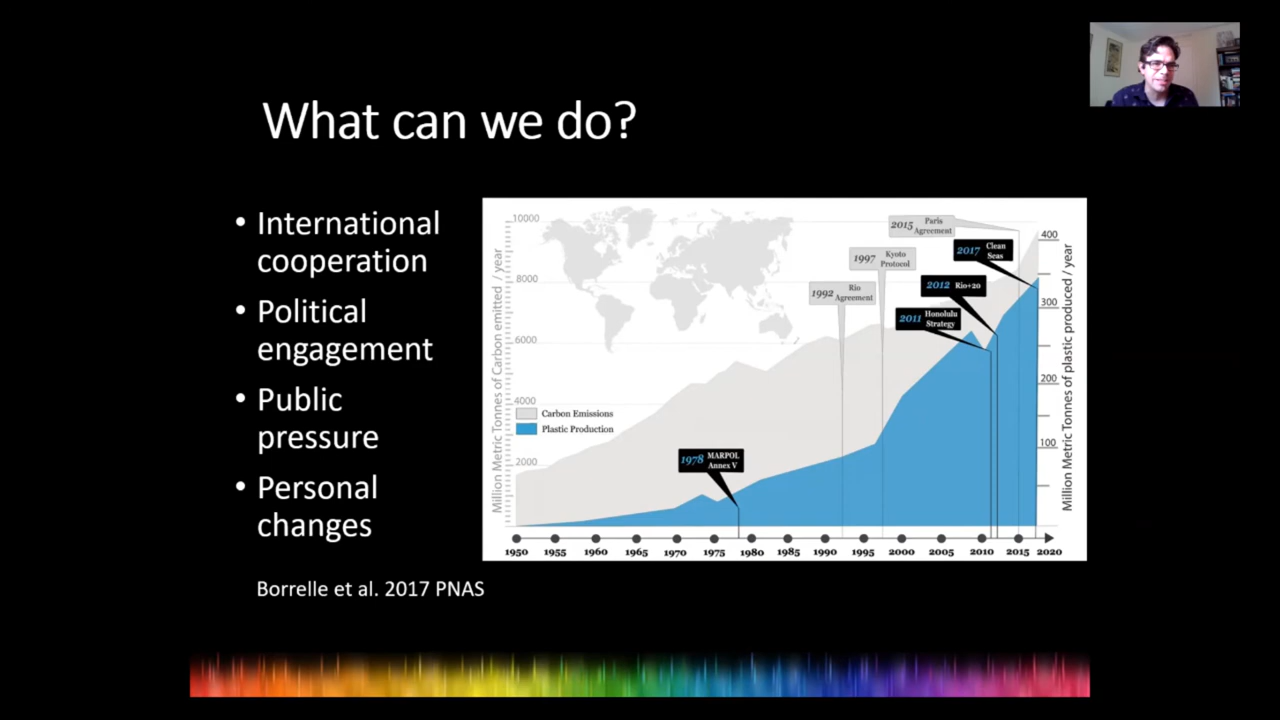 What can we do?
• International
cooperation
• Political
engagement
• Public
pressure
• Personal
changes
Borrelle et al. 2017 PNAS
Million Metric Tonnes of Carbon emitted / year
10000
8000
6000
4000
2000
Carbon Emissions
Plastic Production
1978 MARPOL
Annex V
1992 Rio
Agreement
1997 Kyoto
Protocol
2015 Paris
Agreement
2011 Honolulu
Strategy
2012 Rio+20
2017 Clean
Seas
400
300
200
100
Million Metric Tonnes of plastic produced / year
1950 1955 1960 1965 1970 1975 1980 1985 1990 1995 2000 2005 2010 2015 2020